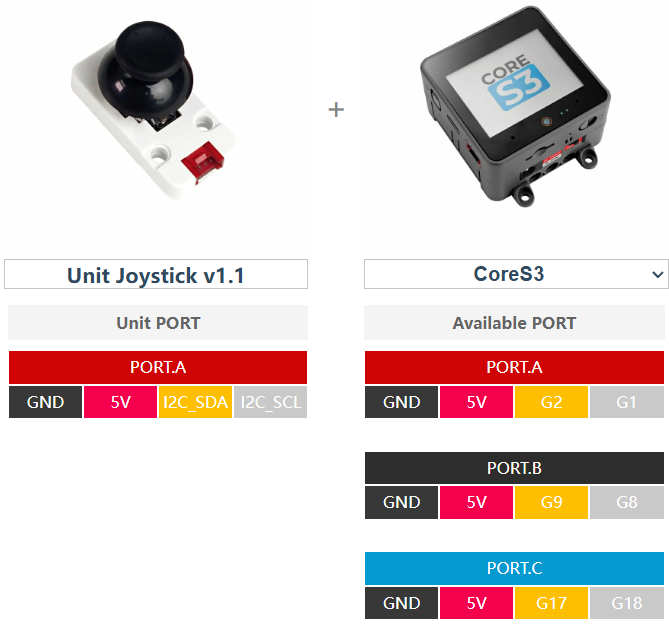 +
CORE
S3
Unit Joystick v1.1
CoreS3
Unit PORT
Available PORT
PORT.A
PORT.A
GND 5V I2C_SDA I2C_SCL
GND 5V G2 G1
PORT.B
GND 5V G9 G8
PORT.C
GND 5V G17 G18